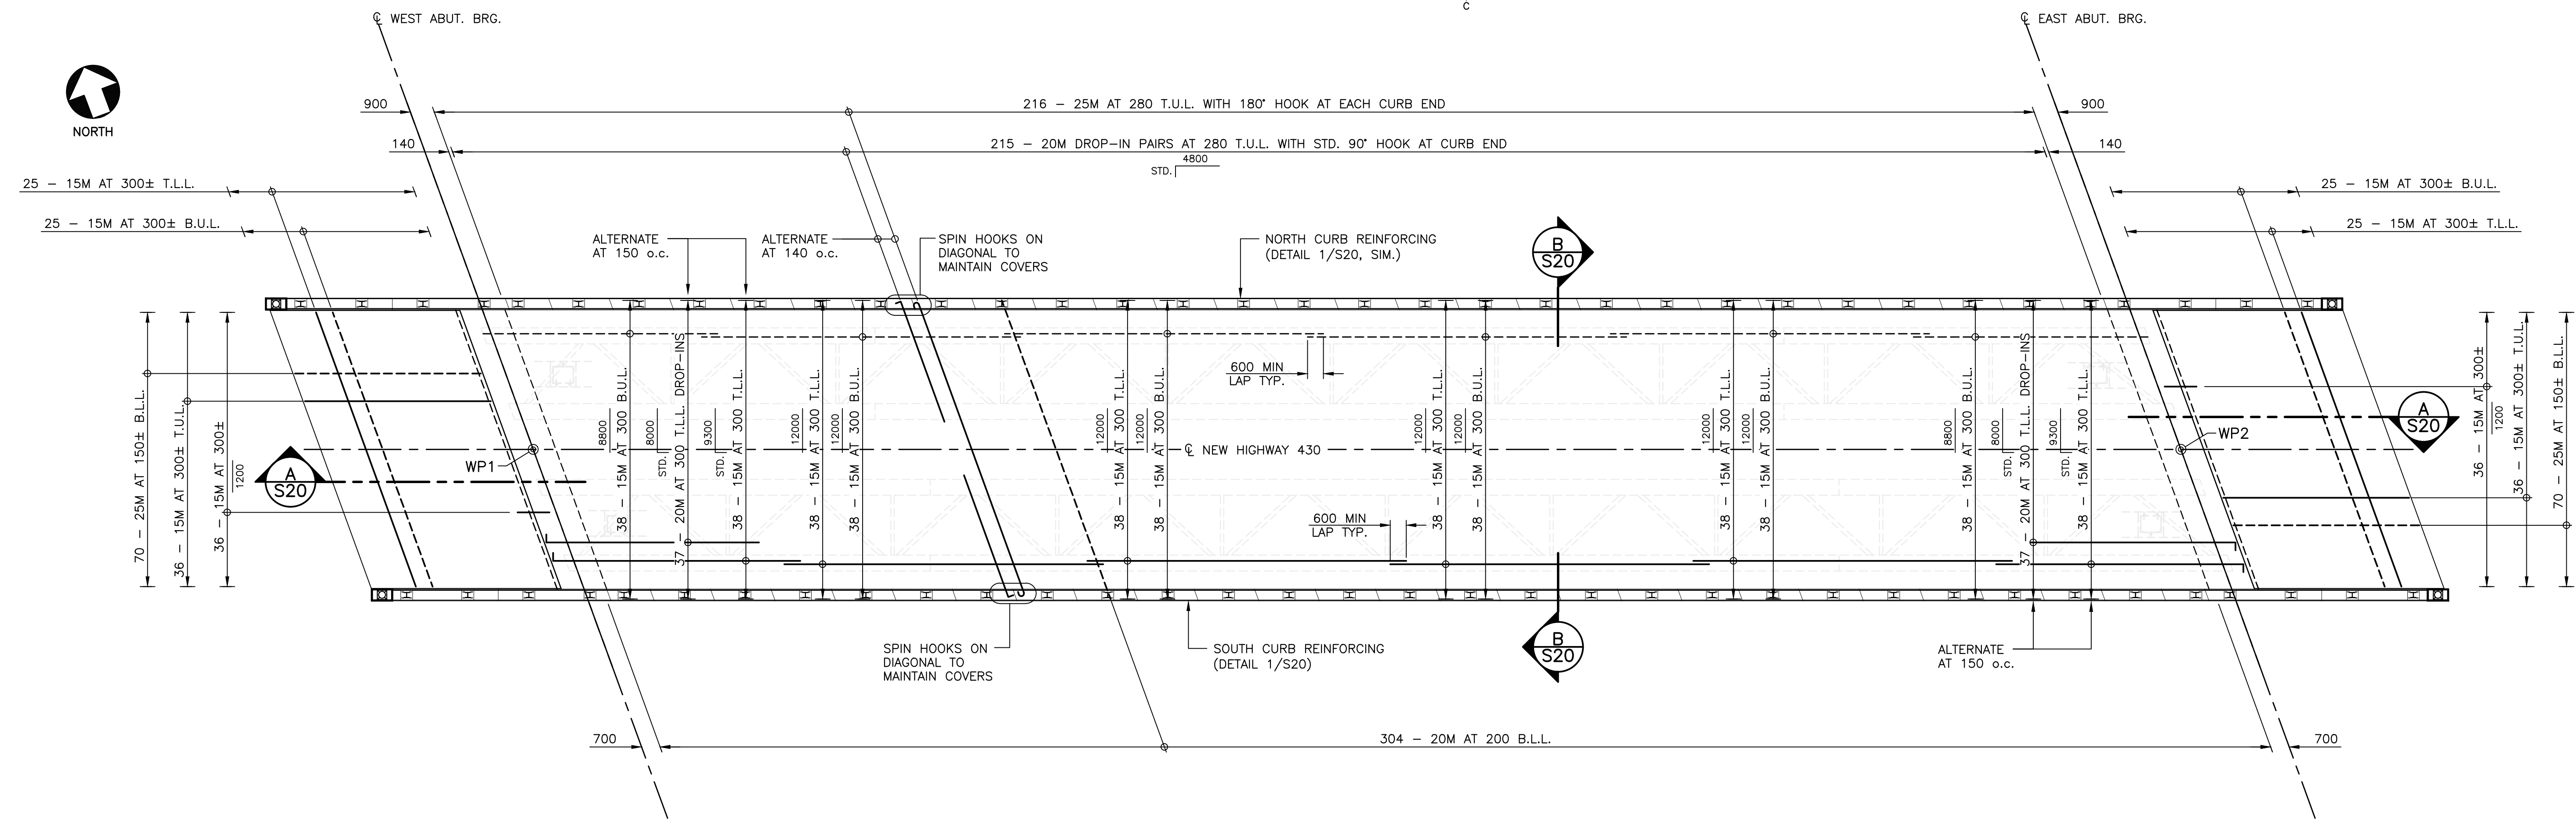 C
℄ WEST ABUT. BRG.
℄ EAST ABUT. BRG.
NORTH
900
216 - 25M AT 280 T.U.L. WITH 180° HOOK AT EACH CURB END
900
140
215 - 20M DROP-IN PAIRS AT 280 T.U.L. WITH STD. 90° HOOK AT CURB END
140
STD. 4800
25 - 15M AT 300± T.L.L.
25 - 15M AT 300± B.U.L.
25 - 15M AT 300± B.U.L.
25 - 15M AT 300± T.L.L.
ALTERNATE
AT 150 o.c.
ALTERNATE
AT 140 o.c.
SPIN HOOKS ON
DIAGONAL TO
MAINTAIN COVERS
NORTH CURB REINFORCING
(DETAIL 1/S20, SIM.)
B
S20
70 - 25M AT 150± B.L.L.
36 - 15M AT 300± T.U.L.
36 - 15M AT 300±
1200
A
S20
WP1
8800
38 - 15M AT 300 B.U.L.
STD. 8000
37 - 20M AT 300 T.L.L. DROP-INS
STD. 9300
38 - 15M AT 300 T.L.L.
12000
38 - 15M AT 300 T.L.L.
12000
38 - 15M AT 300 B.U.L.
12000
38 - 15M AT 300 T.L.L.
12000
38 - 15M AT 300 B.U.L.
℄ NEW HIGHWAY 430
600 MIN
LAP TYP.
600 MIN
LAP TYP.
12000
38 - 15M AT 300 T.L.L.
12000
38 - 15M AT 300 B.U.L.
12000
38 - 15M AT 300 T.L.L.
12000
38 - 15M AT 300 B.U.L.
8800
38 - 15M AT 300 B.U.L.
STD. 8000
37 - 20M AT 300 T.L.L. DROP-INS
STD. 9300
38 - 15M AT 300 T.L.L.
WP2
A
S20
36 - 15M AT 300±
1200
36 - 15M AT 300± T.U.L.
70 - 25M AT 150± B.L.L.
SPIN HOOKS ON
DIAGONAL TO
MAINTAIN COVERS
SOUTH CURB REINFORCING
(DETAIL 1/S20)
B
S20
ALTERNATE
AT 150 o.c.
700
304 - 20M AT 200 B.L.L.
700